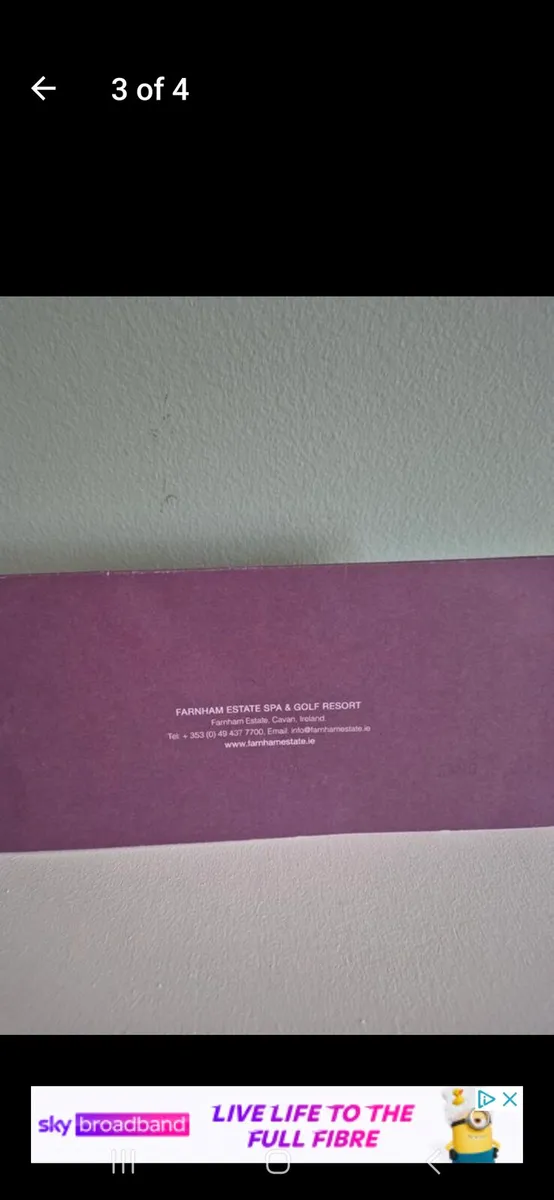 3 of 4
FARNHAM ESTATE SPA & GOLF RESORT
Farnham Estate, Cavan, Ireland.
Tel: + 353 (0) 49 437 7700, Email: info@farnhamestate.ie
www.farnhamestate.ie
sky broadband
LIVE LIFE TO THE
FULL FIBRE